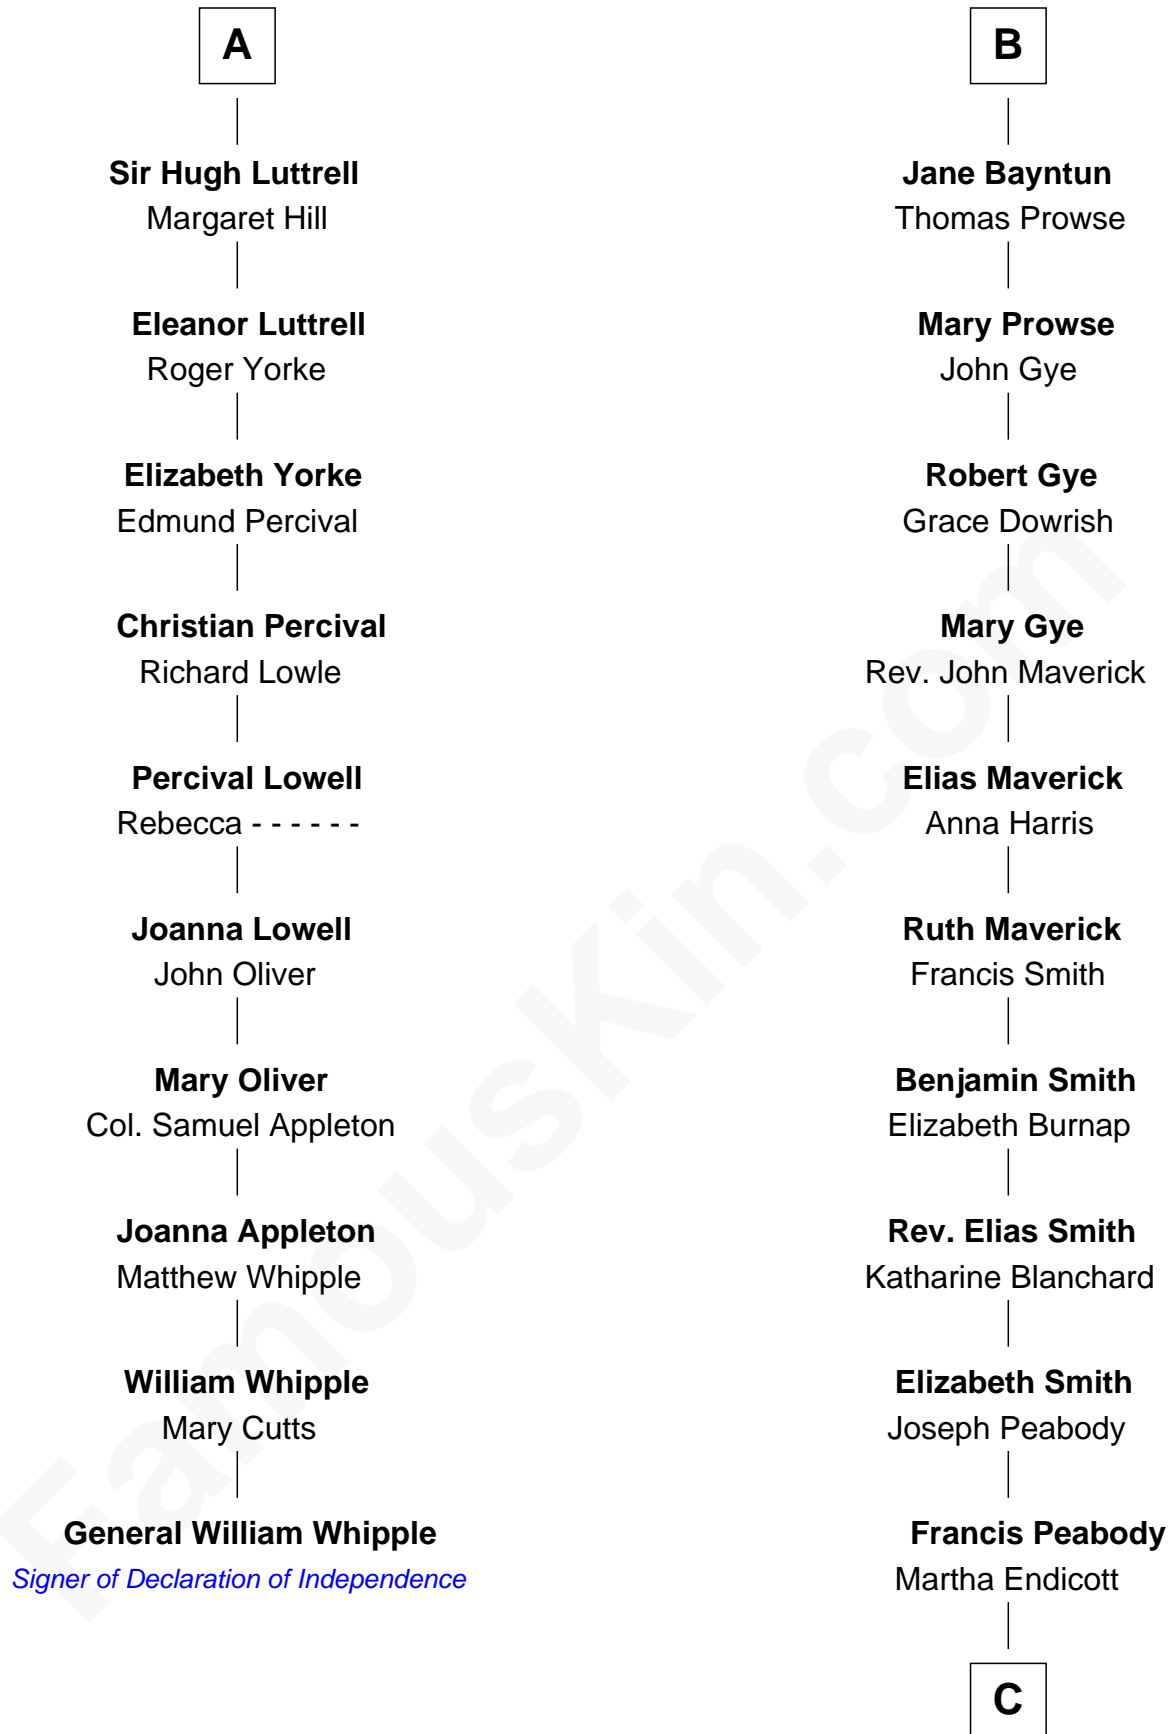 A
Sir Hugh Luttrell
Margaret Hill
Eleanor Luttrell
Roger Yorke
Elizabeth Yorke
Edmund Percival
Christian Percival
Richard Lowle
Percival Lowell
Rebecca - - - - - -
Joanna Lowell
John Oliver
Mary Oliver
Col. Samuel Appleton
Joanna Appleton
Matthew Whipple
William Whipple
Mary Cutts
General William Whipple
Signer of Declaration of Independence
B
Jane Bayntun
Thomas Prowse
Mary Prowse
John Gye
Robert Gye
Grace Dowrish
Mary Gye
Rev. John Maverick
Elias Maverick
Anna Harris
Ruth Maverick
Francis Smith
Benjamin Smith
Elizabeth Burnap
Rev. Elias Smith
Katharine Blanchard
Elizabeth Smith
Joseph Peabody
Francis Peabody
Martha Endicott
C
FamousKin.com